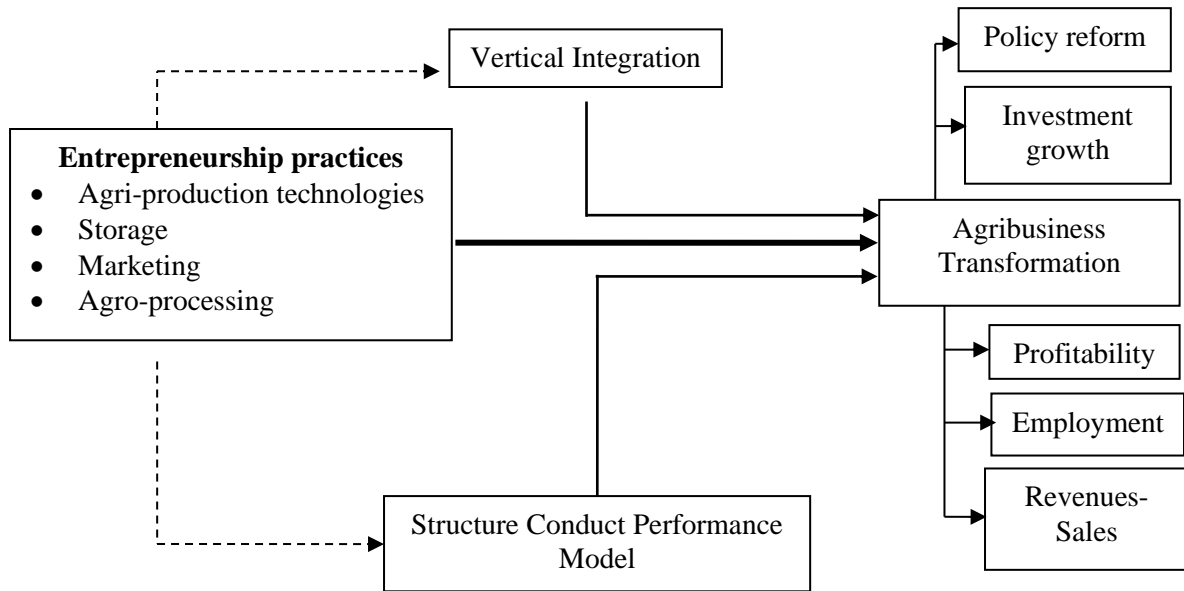 Vertical Integration
Entrepreneurship practices
• Agri-production technologies
• Storage
• Marketing
• Agro-processing
Structure Conduct Performance
Model
Agribusiness
Transformation
Policy reform
Investment
growth
Profitability
Employment
Revenues-
Sales